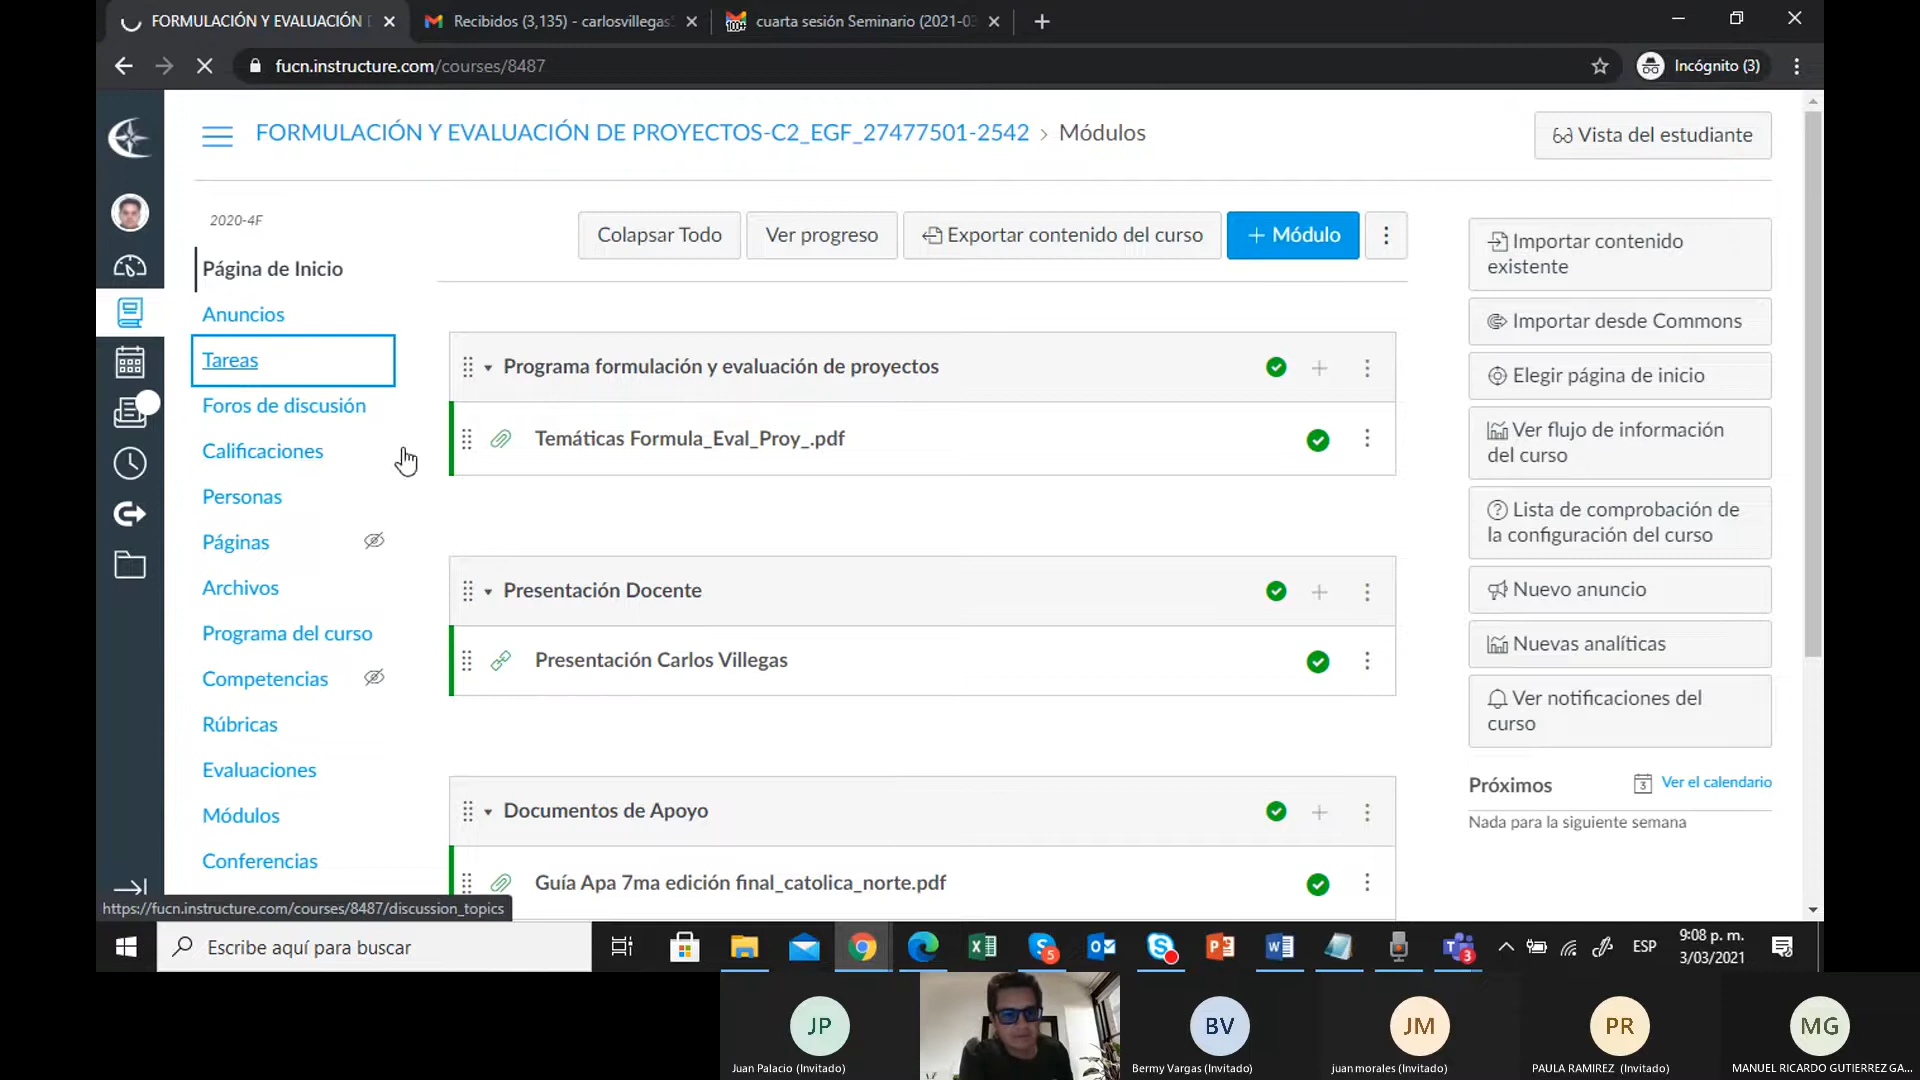 FORMULACIÓN Y EVALUACIÓN
Recibidos (3,135) - carlosvillegas
100+
cuarta sesión Seminario (2021-03
fucn.instructure.com/courses/8487
Incógnito (3)
FORMULACIÓN Y EVALUACIÓN DE PROYECTOS-C2_EGF_27477501-2542 › Módulos
Vista del estudiante
2020-4F
Página de Inicio
Anuncios
Tareas
Foros de discusión
Calificaciones
Personas
Páginas
Archivos
Programa del curso
Competencias
Rúbricas
Evaluaciones
Módulos
Conferencias
Colapsar Todo
Ver progreso
Exportar contenido del curso
+ Módulo
Programa formulación y evaluación de proyectos
Temáticas Formula_Eval_Proy_.pdf
Presentación Docente
Presentación Carlos Villegas
Documentos de Apoyo
Guía Apa 7ma edición final_catolica_norte.pdf
Importar contenido
existente
Importar desde Commons
Elegir página de inicio
Ver flujo de información
del curso
Lista de comprobación de
la configuración del curso
Nuevo anuncio
Nuevas analíticas
Ver notificaciones del
curso
Próximos
3
Ver el calendario
Nada para la siguiente semana
https://fucn.instructure.com/courses/8487/discussion_topics
Escribe aquí para buscar
5
3
ESP
9:08 p. m.
3/03/2021
JP
Juan Palacio (Invitado)
BV
Bermy Vargas (Invitado)
JM
juan morales (Invitado)
PR
PAULA RAMIREZ (Invitado)
MG
MANUEL RICARDO GUTIERREZ GA...